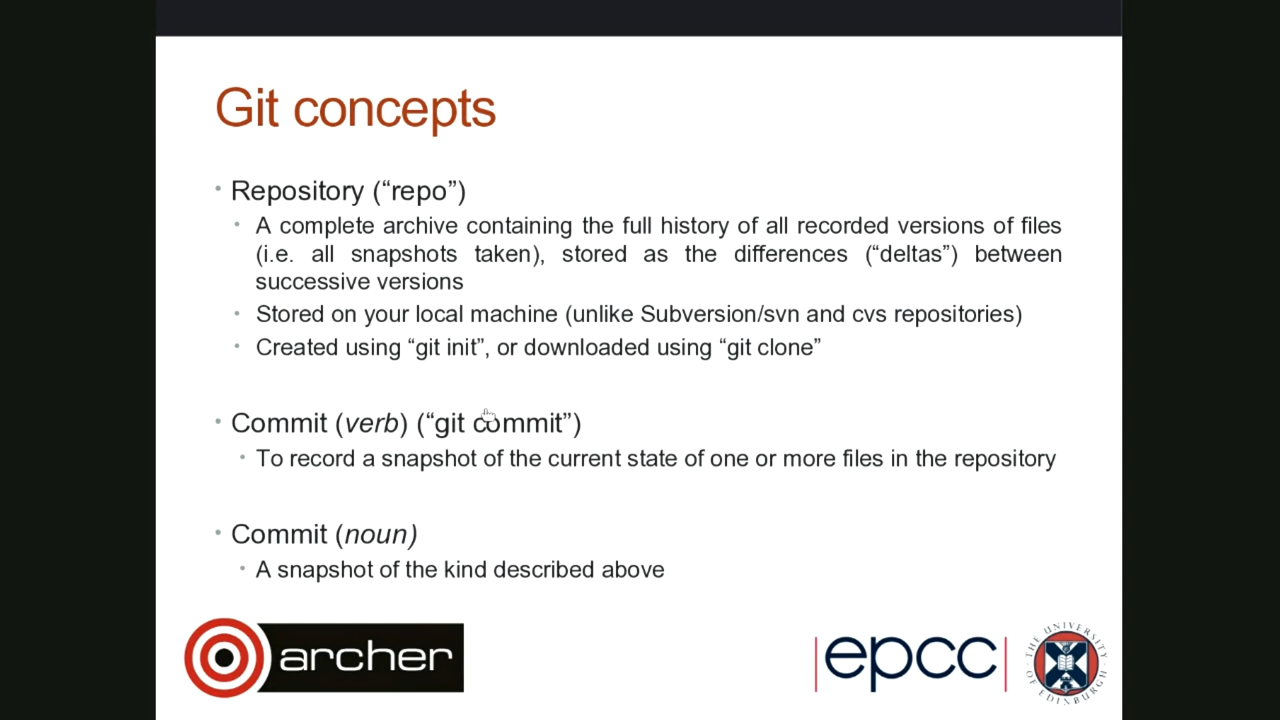 Git concepts
• Repository (“repo”)
• A complete archive containing the full history of all recorded versions of files
(i.e. all snapshots taken), stored as the differences (“deltas”) between
successive versions
• Stored on your local machine (unlike Subversion/svn and cvs repositories)
• Created using “git init”, or downloaded using “git clone”
• Commit (verb) (“git commit”)
• To record a snapshot of the current state of one or more files in the repository
• Commit (noun)
• A snapshot of the kind described above
archer
|epcc|
THE UNIVERSITY OF EDINBURGH